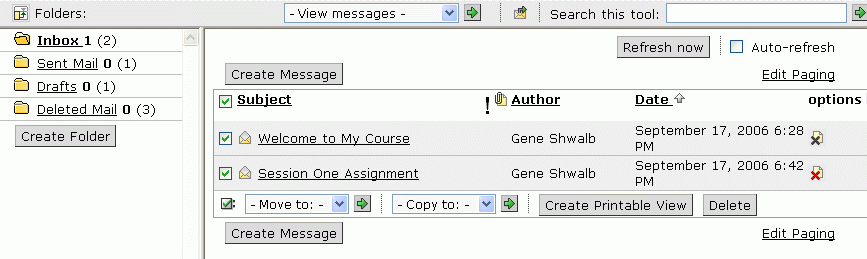 Folders: - View messages - Search this tool:
Inbox 1 (2)
Sent Mail 0 (1)
Drafts 0 (1)
Deleted Mail 0 (3)
Create Folder
Refresh now Auto-refresh
Create Message Edit Paging
Subject ! Author Date options
Welcome to My Course Gene Shwalb September 17, 2006 6:28
PM
Session One Assignment Gene Shwalb September 17, 2006 6:42
PM
: - Move to: - - Copy to: - Create Printable View Delete
Create Message Edit Paging